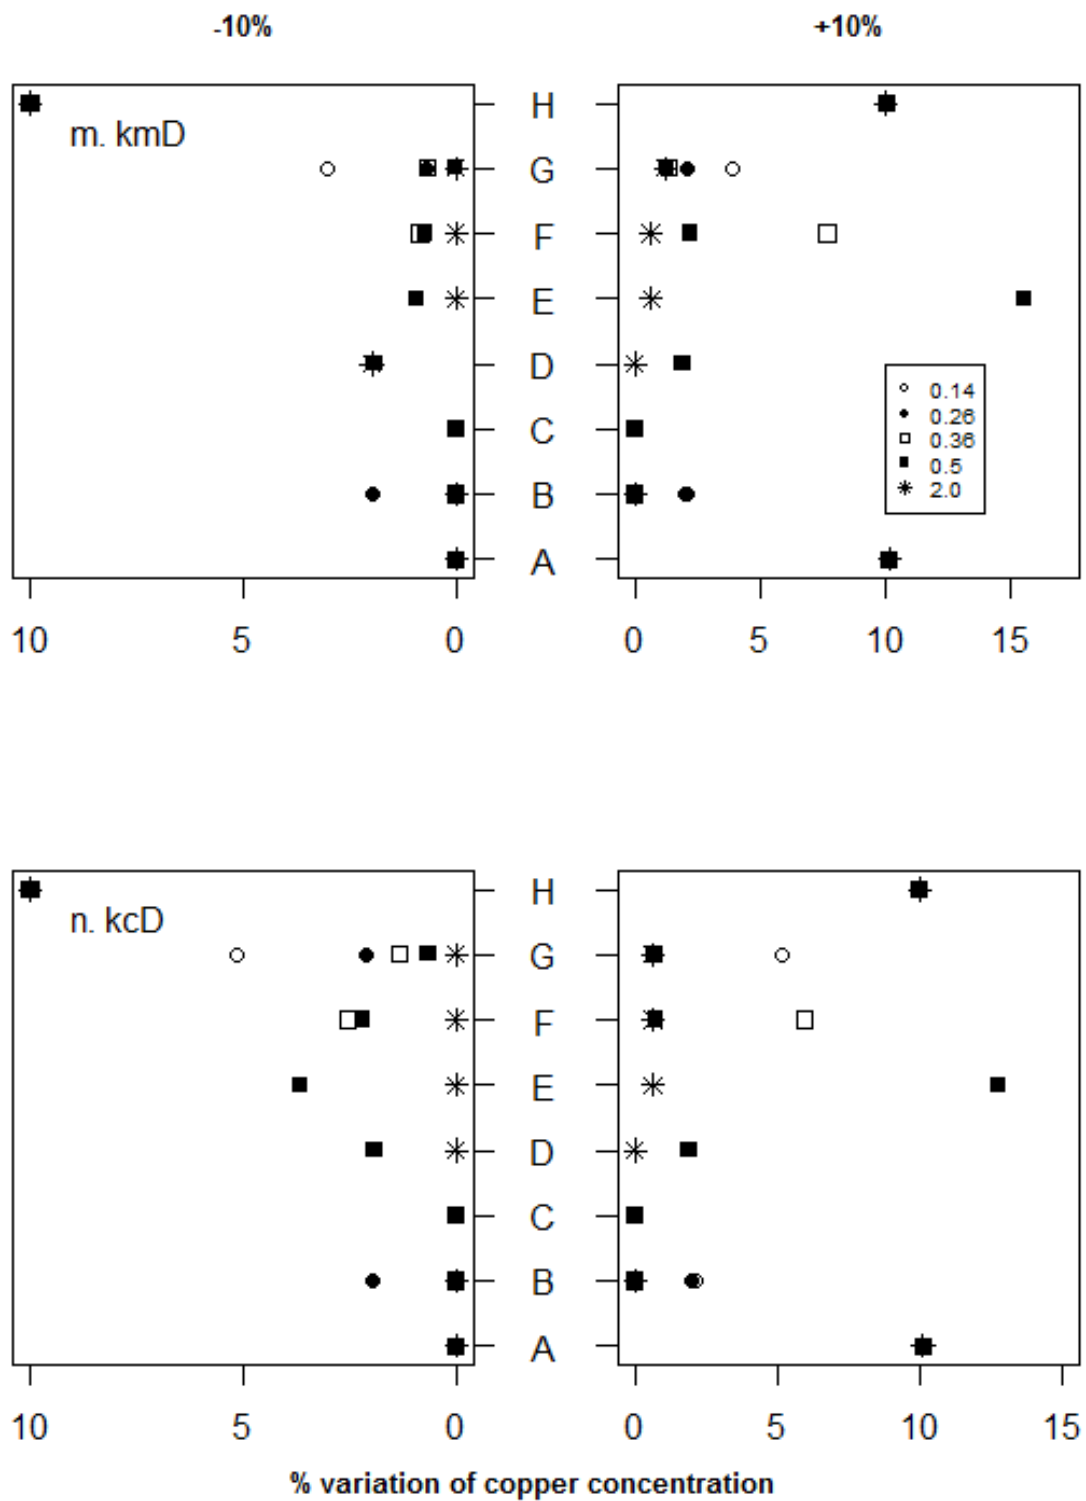 -10% +10%
m. kmD
H
G
F
E
D
C
B
A
0.14
0.26
0.36
0.5
2.0
10 5 0 0 5 10 15
n. kcD
H
G
F
E
D
C
B
A
10 5 0 0 5 10 15
% variation of copper concentration